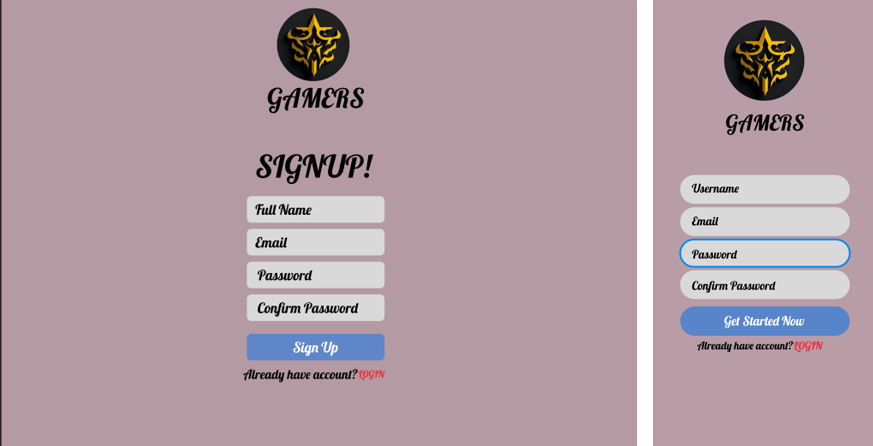 GAMERS
SIGNUP!
Full Name
Email
Password
Confirm Password
Sign Up
Already have account? LOGIN
GAMERS
Username
Email
Password
Confirm Password
Get Started Now
Already have account? LOGIN